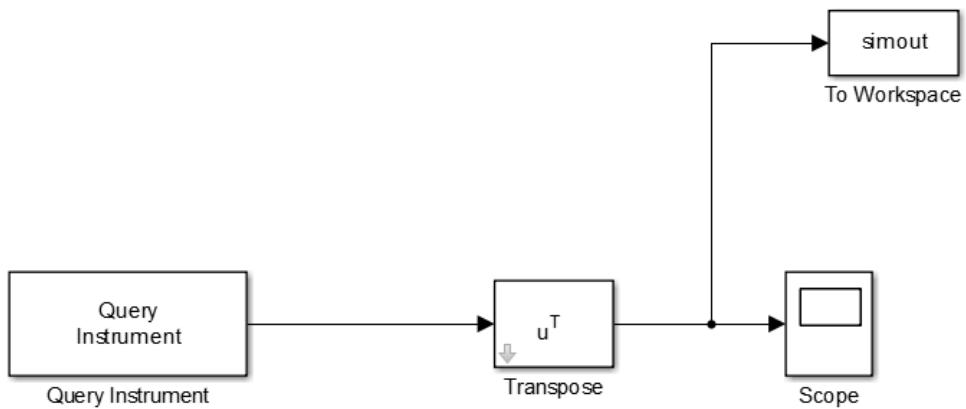 simout
To Workspace
Query
Instrument
Query Instrument
u^T
Transpose
Scope